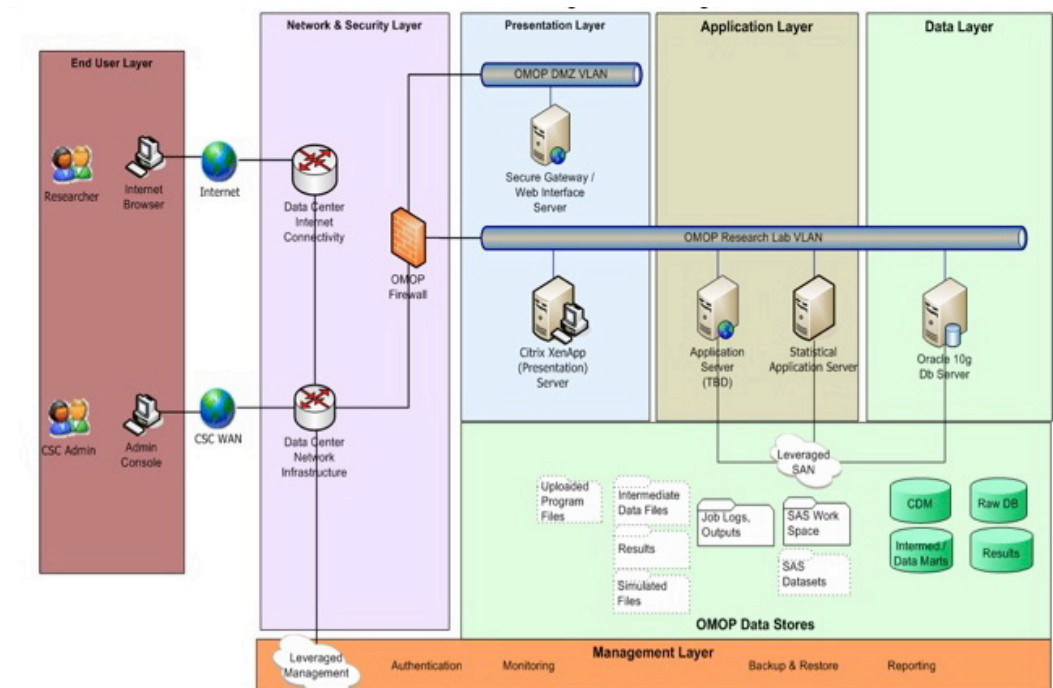 Network & Security Layer
Presentation Layer
Application Layer
Data Layer
End User Layer
OMOP DMZ VLAN
Researcher
Internet
Browser
Internet
Data Center
Internet
Connectivity
Secure Gateway /
Web Interface
Server
OMOP Research Lab VLAN
OMOP
Firewall
Citrix XenApp
(Presentation)
Server
Application
Server
(TBD)
Statistical
Application Server
Oracle 10g
Db Server
CSC Admin
Admin
Console
CSC WAN
Data Center
Network
Infrastructure
Leveraged
SAN
Uploaded
Program
Files
Intermediate
Data Files
Results
Simulated
Files
Job Logs,
Outputs
SAS Work
Space
SAS
Datasets
CDM
Raw DB
Intermed./
Data Marts
Results
OMOP Data Stores
Management Layer
Leveraged
Management
Authentication
Monitoring
Backup & Restore
Reporting